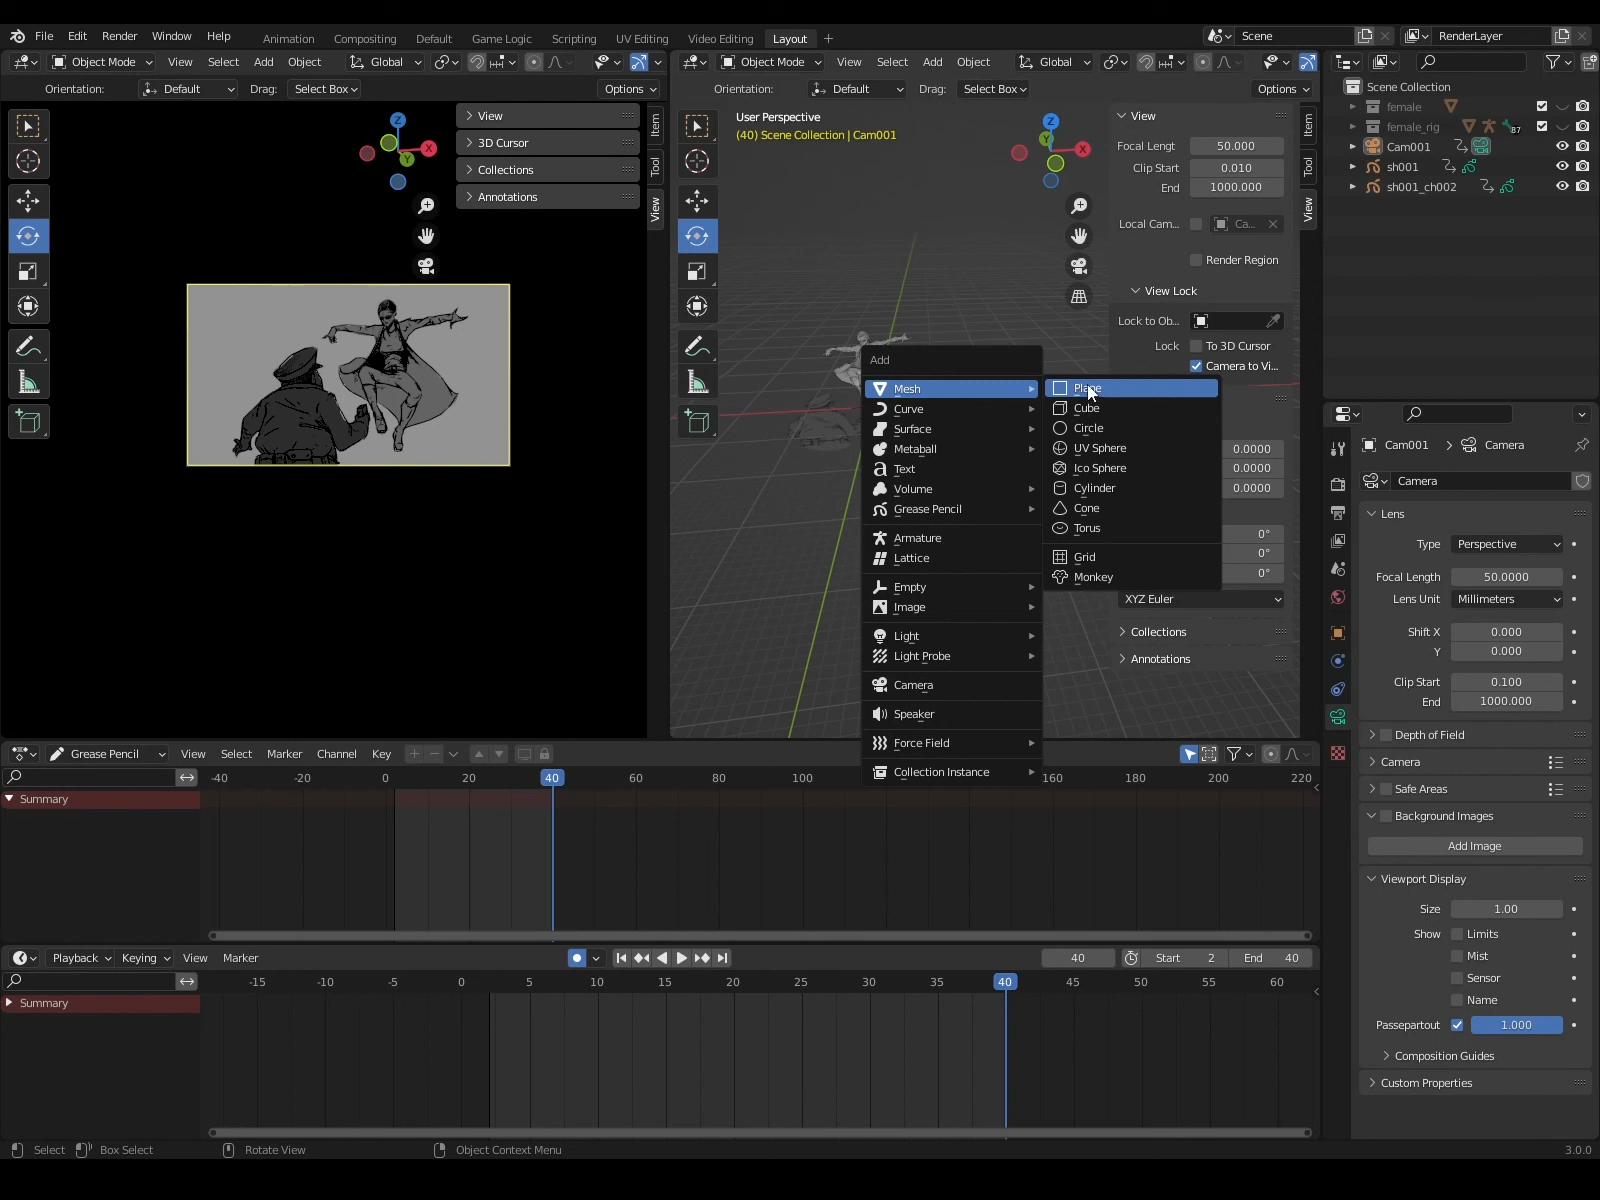 File Edit Render Window Help Animation Compositing Default Game Logic Scripting UV Editing Video Editing Layout + Scene RenderLayer
Object Mode View Select Add Object Global
Object Mode View Select Add Object Global
Orientation: Default Drag: Select Box Options
Orientation: Default Drag: Select Box Options
View
3D Cursor
Collections
Annotations
Item
Tool
View
Z
X
Y
User Perspective
(40) Scene Collection | Cam001
Z
X
Y
View
Focal Lengt 50.000
Clip Start 0.010
End 1000.000
Local Cam... Ca...
Render Region
View Lock
Lock to Ob...
Lock To 3D Cursor
Camera to Vi...
Item
Tool
View
0.0000
0.0000
0.0000
0°
0°
0°
XYZ Euler
Collections
Annotations
Add
Mesh
Curve
Surface
Metaball
Text
Volume
Grease Pencil
Armature
Lattice
Empty
Image
Light
Light Probe
Camera
Speaker
Force Field
Collection Instance
Plane
Cube
Circle
UV Sphere
Ico Sphere
Cylinder
Cone
Torus
Grid
Monkey
Scene Collection
female
female_rig 87
Cam001
sh001
sh001_ch002
Cam001 > Camera
Camera
Lens
Type Perspective
Focal Length 50.0000
Lens Unit Millimeters
Shift X 0.000
Y 0.000
Clip Start 0.100
End 1000.000
Depth of Field
Camera
Safe Areas
Background Images
Add Image
Viewport Display
Size 1.00
Show Limits
Mist
Sensor
Name
Passepartout 1.000
Composition Guides
Custom Properties
Grease Pencil View Select Marker Channel Key
-40 -20 0 20 40 60 80 100 160 180 200 220
Summary
Playback Keying View Marker 40 Start 2 End 40
-15 -10 -5 0 5 10 15 20 25 30 35 40 45 50 55 60
Summary
Select Box Select Rotate View Object Context Menu 3.0.0